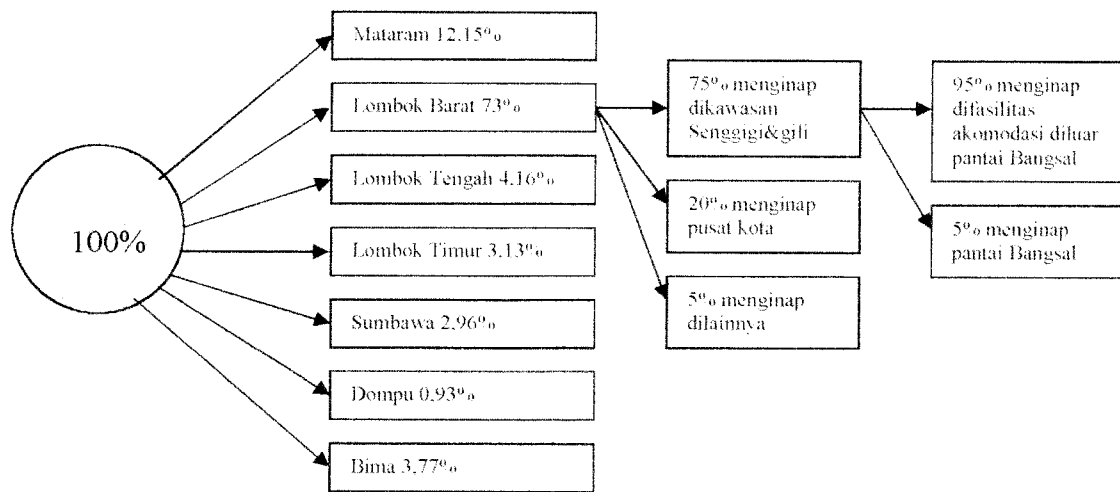 100%
Mataram 12.15%
Lombok Barat 73%
Lombok Tengah 4.16%
Lombok Timur 3.13%
Sumbawa 2.96%
Dompu 0.93%
Bima 3.77%
75% menginap
dikawasan
Senggigi&gili
20% menginap
pusat kota
5% menginap
dilainnya
95% menginap
difasilitas
akomodasi diluar
pantai Bangsal
5% menginap
pantai Bangsal